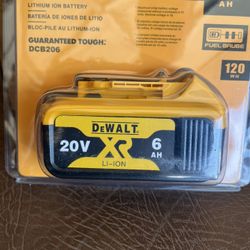 LITHIUM ION BATTERY
BATERÍA DE IONES DE LITIO
BLOC-PILE AU LITHIUM-ION
GUARANTEED TOUGH.
DCB206
AH
FUEL GAUGE
120
WH
DEWALT
20V XR 6
AH
LI-ION